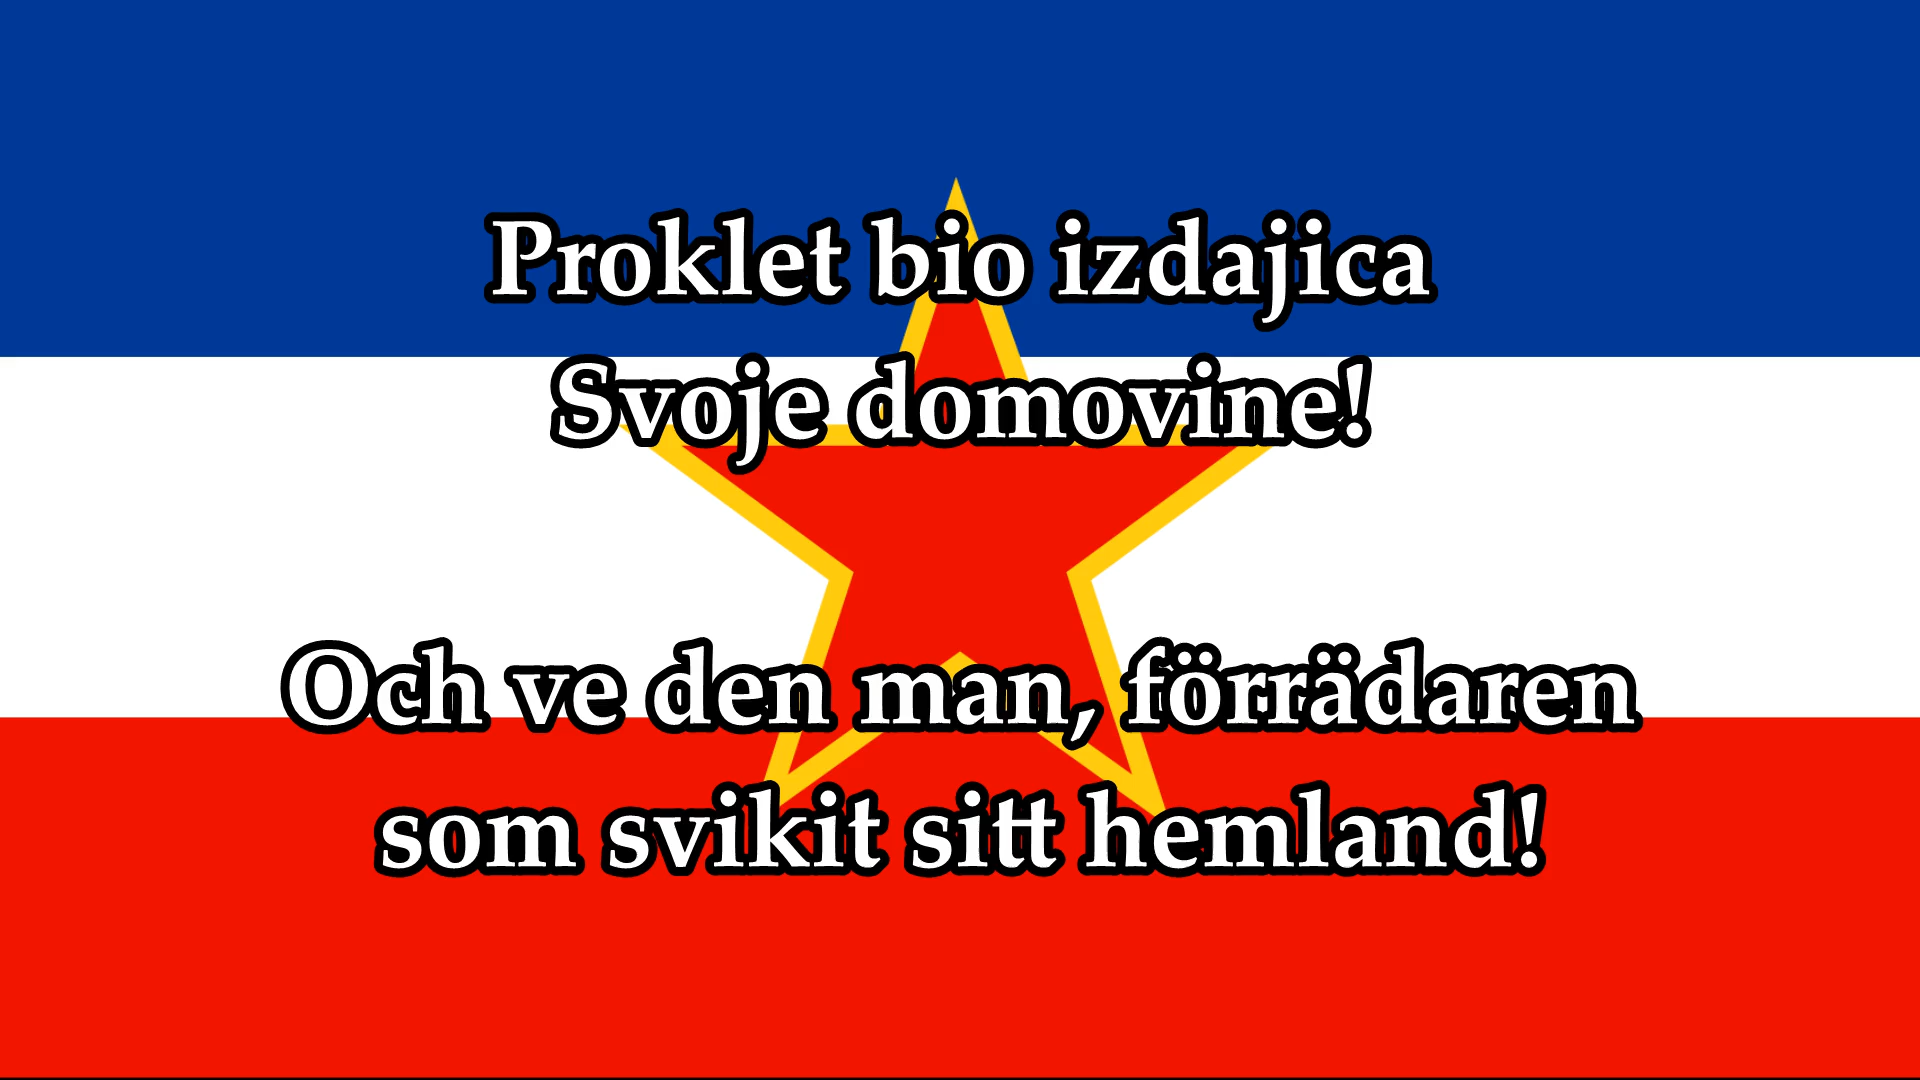 Proklet bio izdajica
Svoje domovine!
Och ve den man, förrädaren
som svikit sitt hemland!